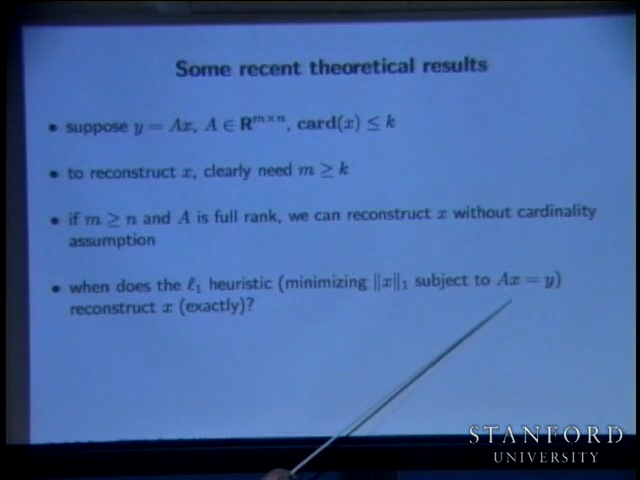 Some recent theoretical results
• suppose y = Ax, A ∈ R^{m×n}, card(x) ≤ k
• to reconstruct x, clearly need m ≥ k
• if m ≥ n and A is full rank, we can reconstruct x without cardinality
assumption
• when does the ℓ₁ heuristic (minimizing ‖x‖₁ subject to Ax = y)
reconstruct x (exactly)?
STANFORD
UNIVERSITY